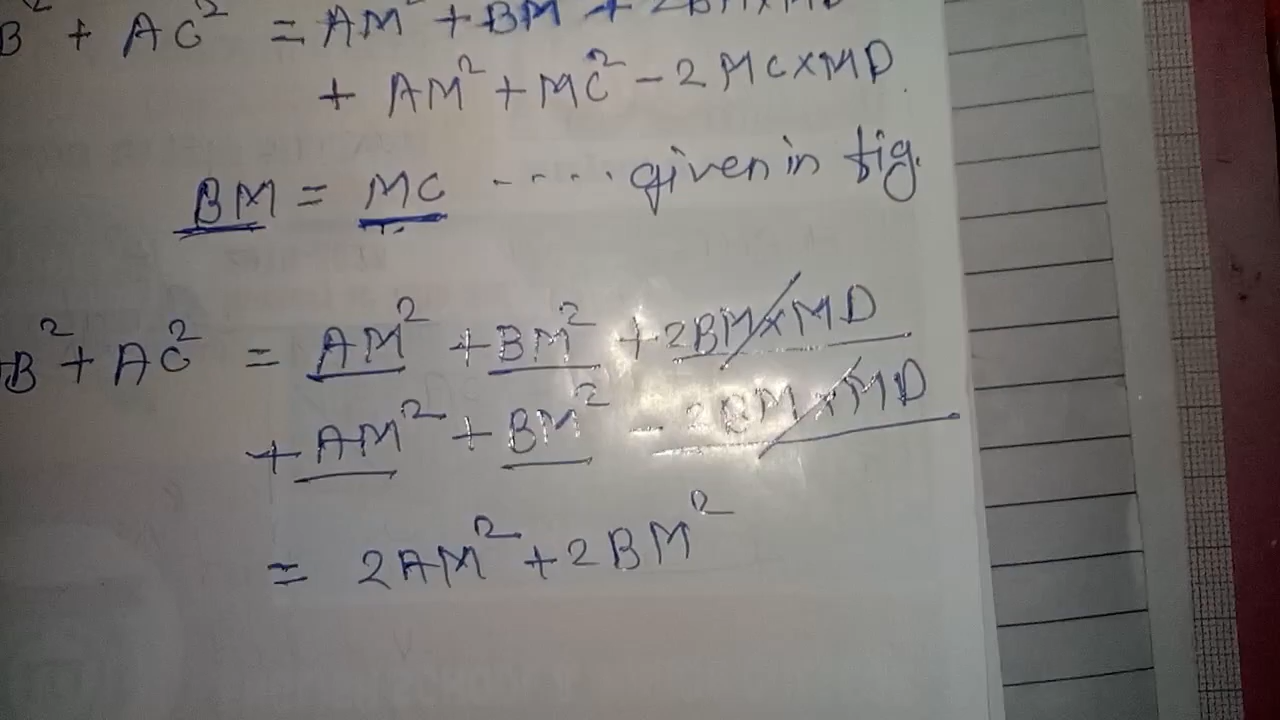 B² + AC² = AM² + BM + 2BM×MD
+ AM² + MC² - 2MC×MD
BM = MC ----- given in fig.
B² + AC² = AM² + BM² + 2BM×MD
+ AM² + BM² - 2BM×MD
= 2AM² + 2BM²